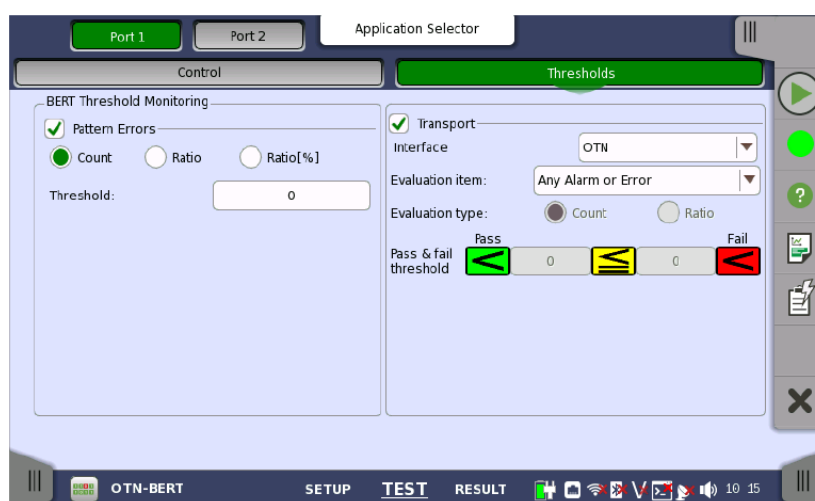 Port 1
Port 2
Application Selector
Control
Thresholds
BERT Threshold Monitoring
Pattern Errors
Count
Ratio
Ratio[%]
Threshold:
0
Transport
Interface
OTN
Evaluation item:
Any Alarm or Error
Evaluation type:
Count
Ratio
Pass
Fail
Pass & fail
threshold
<
0
≦
0
<
?
OTN-BERT
SETUP
TEST
RESULT
10 15